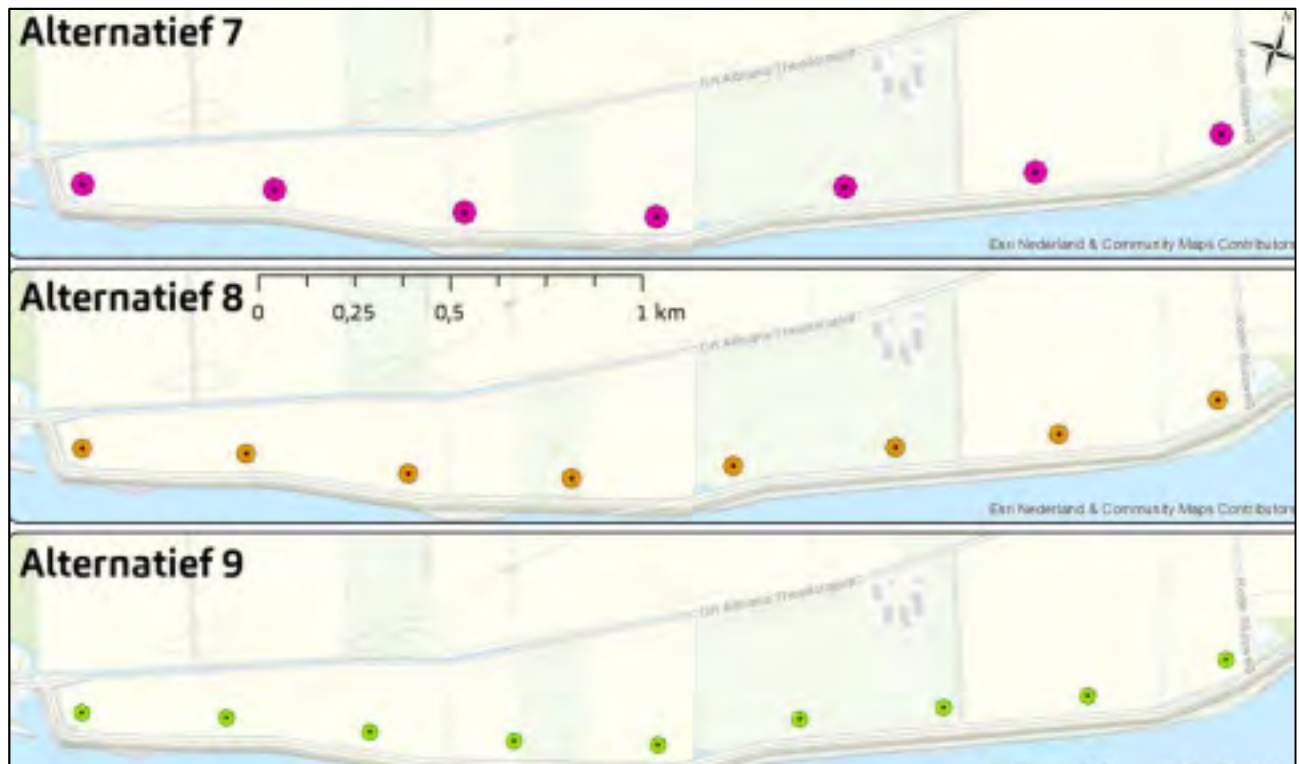 Alternatief 7
N
Esri Nederland & Community Maps Contributors
Alternatief 8
0 0,25 0,5 1 km
Esri Nederland & Community Maps Contributors
Alternatief 9